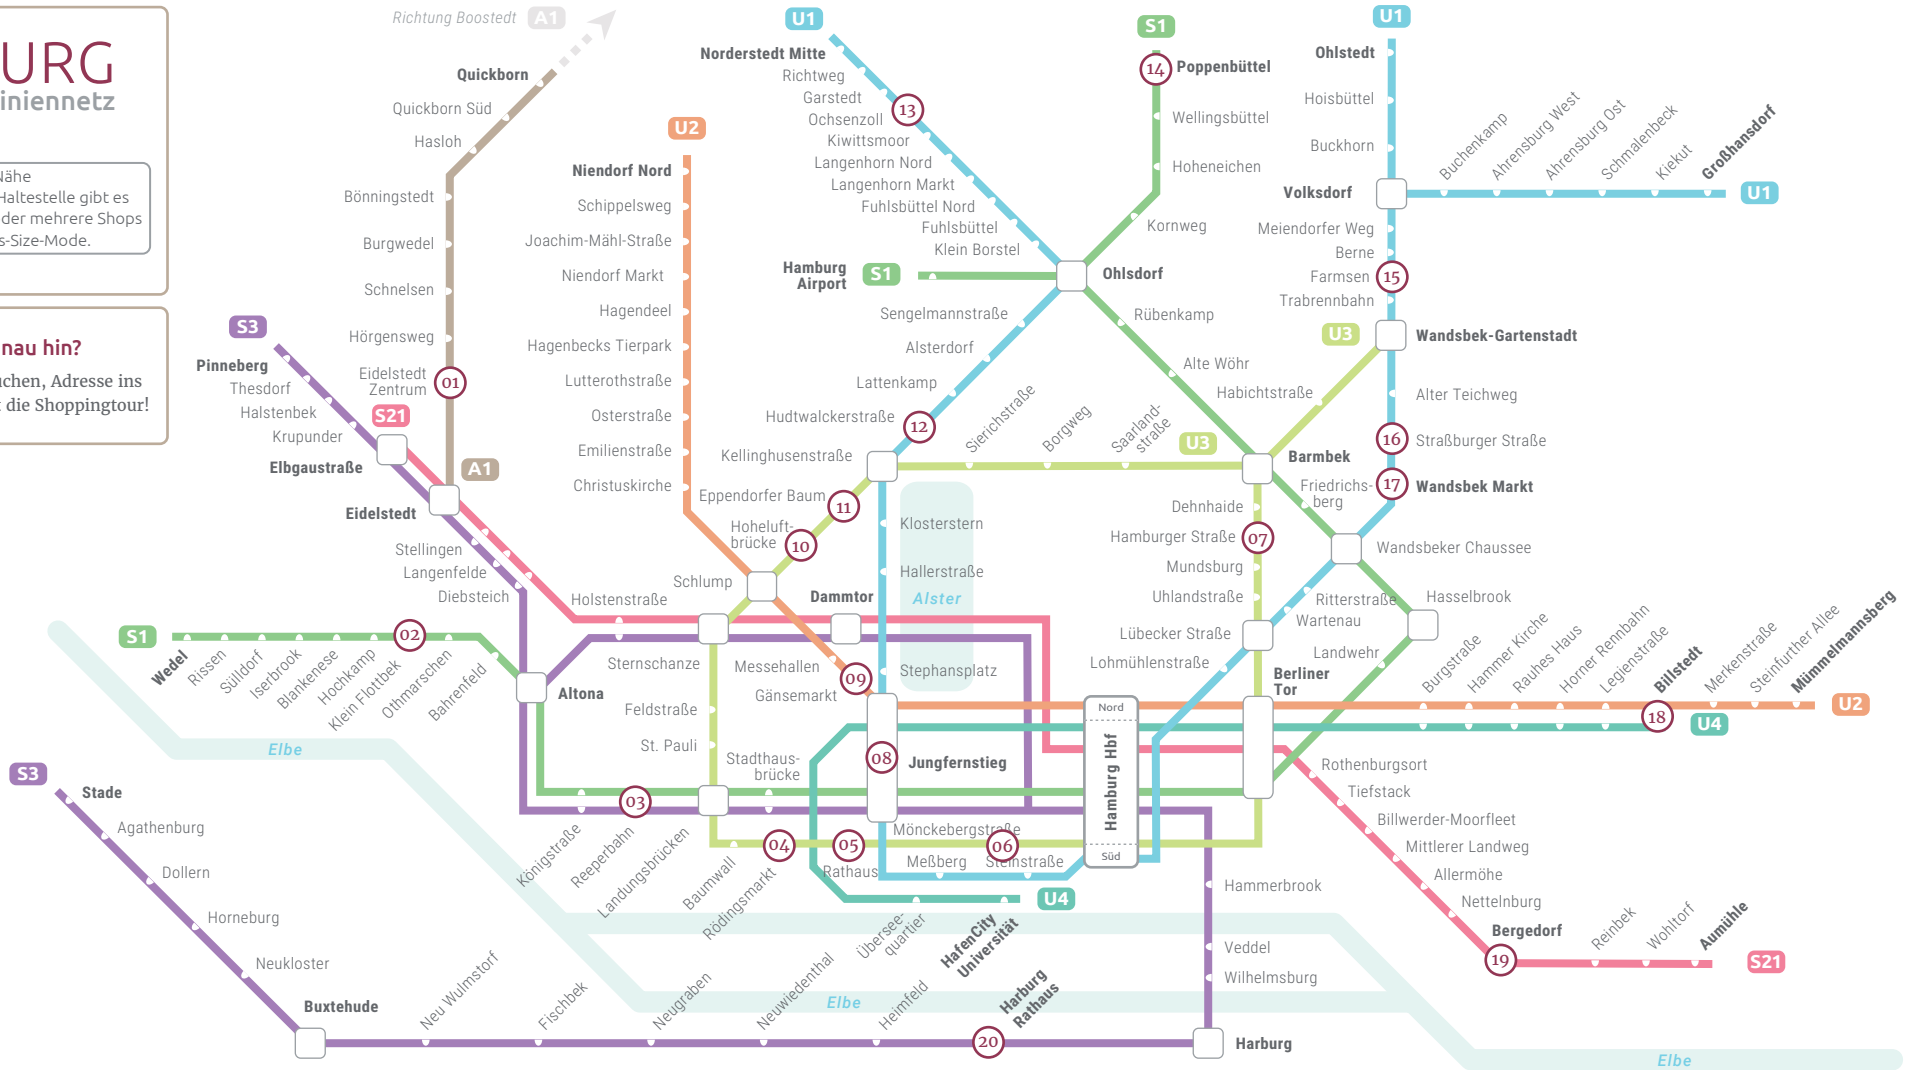 URG
iniennetz
Nähe
Haltestelle gibt es
der mehrere Shops
s-Size-Mode.
nau hin?
uchen, Adresse ins
t die Shoppingtour!
Richtung Boostedt
A1
Quickborn
Quickborn Süd
Hasloh
Bönningstedt
Burgwedel
Schnelsen
Hörgensweg
Eidelstedt
Zentrum
01
A1
S3
Pinneberg
Thesdorf
Halstenbek
Krupunder
S21
Elbgaustraße
Eidelstedt
Stellingen
Langenfelde
Diebsteich
Holstenstraße
U2
Niendorf Nord
Schippelsweg
Joachim-Mähl-Straße
Niendorf Markt
Hagendeel
Hagenbecks Tierpark
Lutterothstraße
Osterstraße
Emilienstraße
Christuskirche
Schlump
Sternschanze
Messehallen
Gänsemarkt
09
U1
Norderstedt Mitte
Richtweg
Garstedt
Ochsenzoll
13
Kiwittsmoor
Langenhorn Nord
Langenhorn Markt
Fuhlsbüttel Nord
Fuhlsbüttel
Klein Borstel
Hamburg
Airport
S1
Ohlsdorf
Sengelmannstraße
Alsterdorf
Lattenkamp
Hudtwalckerstraße
12
Kellinghusenstraße
Eppendorfer Baum
11
Hoheluft-
brücke
10
Sierichstraße
Borgweg
Saarland-
straße
U3
Klosterstern
Hallerstraße
Alster
Dammtor
Stephansplatz
S1
14
Poppenbüttel
Wellingsbüttel
Hoheneichen
Kornweg
Rübenkamp
Alte Wöhr
Habichtstraße
U3
Barmbek
Friedrichs-
berg
Dehnhaide
Hamburger Straße
07
Mundsburg
Uhlandstraße
Lübecker Straße
Lohmühlenstraße
U1
Ohlstedt
Hoisbüttel
Buckhorn
Volksdorf
Buchenkamp
Ahrensburg West
Ahrensburg Ost
Schmalenbeck
Kiekut
Großhansdorf
U1
Meiendorfer Weg
Berne
Farmsen
15
Trabrennbahn
Wandsbek-Gartenstadt
Alter Teichweg
16
Straßburger Straße
17
Wandsbek Markt
Wandsbeker Chaussee
Ritterstraße
Wartenau
Hasselbrook
Landwehr
Berliner
Tor
Burgstraße
Hammer Kirche
Rauhes Haus
Horner Rennbahn
Legienstraße
Billstedt
18
U4
Merkenstraße
Steinfurther Allee
Mümmelmannsberg
U2
S1
Wedel
Rissen
Sülldorf
Iserbrook
Blankenese
Hochkamp
Klein Flottbek
02
Othmarschen
Bahrenfeld
Altona
Elbe
Feldstraße
St. Pauli
Stadthaus-
brücke
08
Jungfernstieg
Nord
Hamburg Hbf
Süd
Königstraße
03
Reeperbahn
Landungsbrücken
Baumwall
04
Rödingsmarkt
05
Rathaus
Mönckebergstraße
06
Meßberg
Steinstraße
U4
Übersee-
quartier
HafenCity
Universität
Rothenburgsort
Tiefstack
Billwerder-Moorfleet
Mittlerer Landweg
Allermöhe
Nettelnburg
Bergedorf
19
Reinbek
Wohltorf
Aumühle
S21
S3
Stade
Agathenburg
Dollern
Horneburg
Neukloster
Buxtehude
Neu Wulmstorf
Fischbek
Neugraben
Neuwiedenthal
Heimfeld
20
Harburg
Rathaus
Elbe
Hammerbrook
Veddel
Wilhelmsburg
Harburg
Elbe